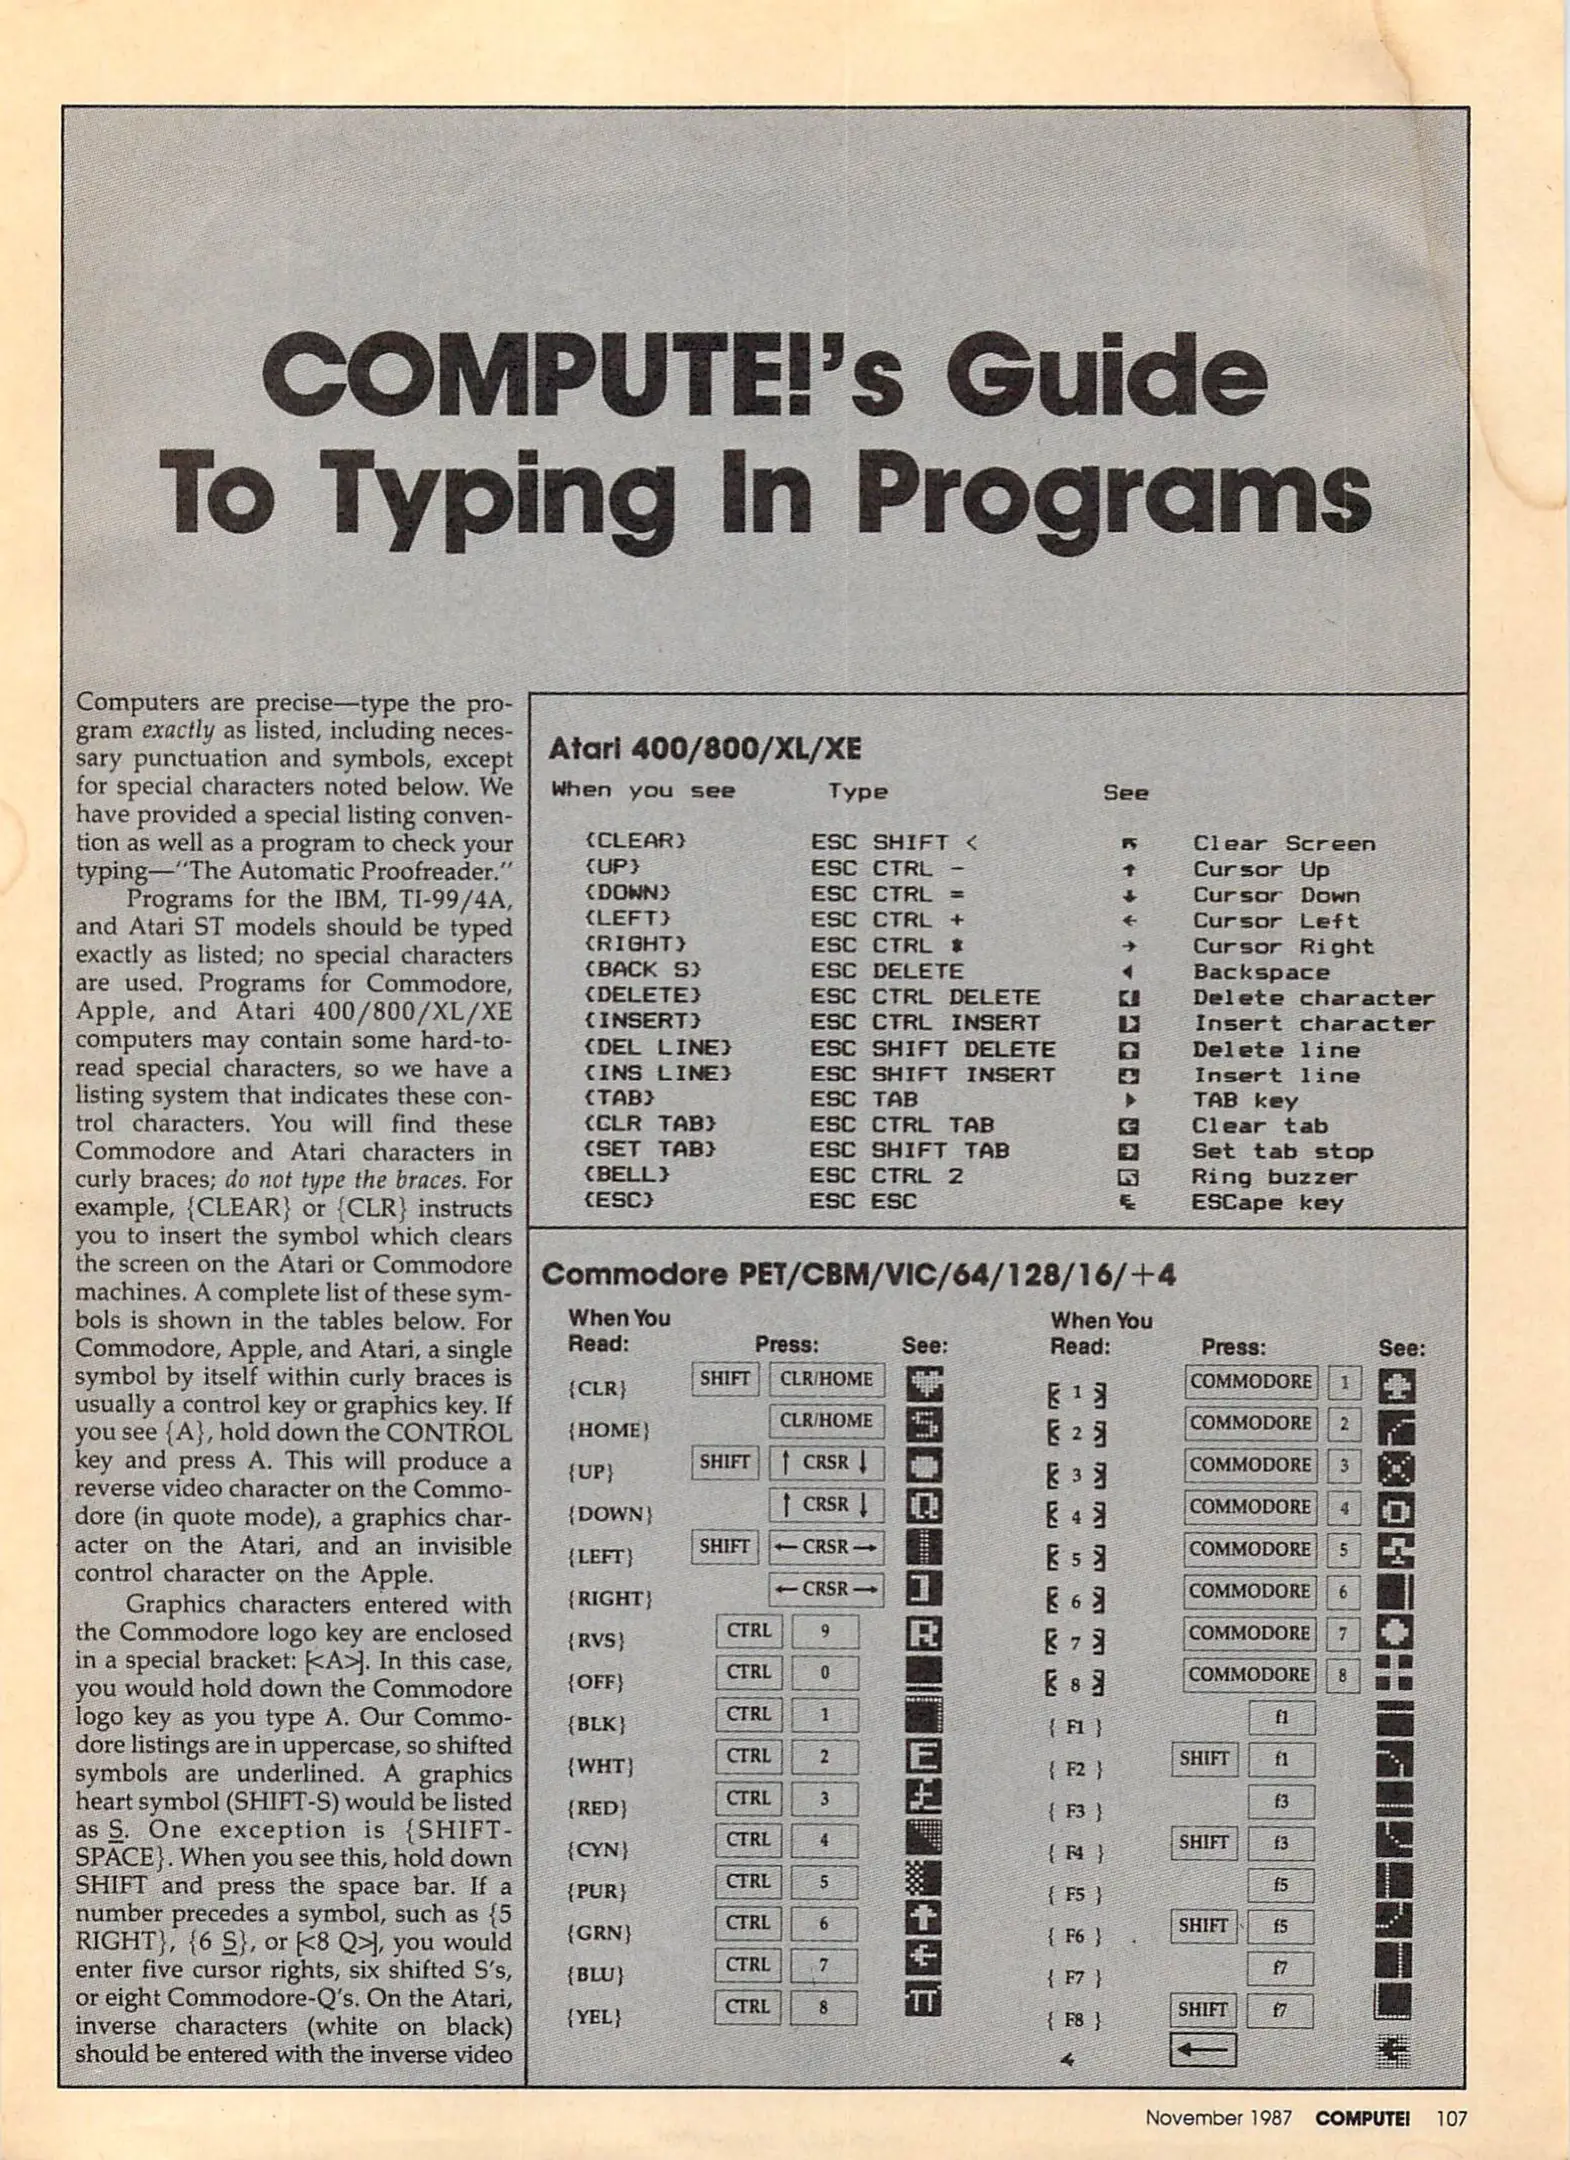 COMPUTE!'s Guide
To Typing In Programs
Computers are precise—type the pro-
gram exactly as listed, including neces-
sary punctuation and symbols, except
for special characters noted below. We
have provided a special listing conven-
tion as well as a program to check your
typing—"The Automatic Proofreader."
Programs for the IBM, TI-99/4A,
and Atari ST models should be typed
exactly as listed; no special characters
are used. Programs for Commodore,
Apple, and Atari 400/800/XL/XE
computers may contain some hard-to-
read special characters, so we have a
listing system that indicates these con-
trol characters. You will find these
Commodore and Atari characters in
curly braces; do not type the braces. For
example, {CLEAR} or {CLR} instructs
you to insert the symbol which clears
the screen on the Atari or Commodore
machines. A complete list of these sym-
bols is shown in the tables below. For
Commodore, Apple, and Atari, a single
symbol by itself within curly braces is
usually a control key or graphics key. If
you see {A}, hold down the CONTROL
key and press A. This will produce a
reverse video character on the Commo-
dore (in quote mode), a graphics char-
acter on the Atari, and an invisible
control character on the Apple.
Graphics characters entered with
the Commodore logo key are enclosed
in a special bracket: [<A>]. In this case,
you would hold down the Commodore
logo key as you type A. Our Commo-
dore listings are in uppercase, so shifted
symbols are underlined. A graphics
heart symbol (SHIFT-S) would be listed
as S. One exception is {SHIFT-
SPACE}. When you see this, hold down
SHIFT and press the space bar. If a
number precedes a symbol, such as {5
RIGHT}, {6 S}, or [<8 Q>], you would
enter five cursor rights, six shifted S's,
or eight Commodore-Q's. On the Atari,
inverse characters (white on black)
should be entered with the inverse video
Atari 400/800/XL/XE
When you see Type See
{CLEAR} ESC SHIFT < ↖ Clear Screen
{UP} ESC CTRL - ↑ Cursor Up
{DOWN} ESC CTRL = ↓ Cursor Down
{LEFT} ESC CTRL + ← Cursor Left
{RIGHT} ESC CTRL * → Cursor Right
{BACK S} ESC DELETE ◀ Backspace
{DELETE} ESC CTRL DELETE Delete character
{INSERT} ESC CTRL INSERT Insert character
{DEL LINE} ESC SHIFT DELETE Delete line
{INS LINE} ESC SHIFT INSERT Insert line
{TAB} ESC TAB ▶ TAB key
{CLR TAB} ESC CTRL TAB Clear tab
{SET TAB} ESC SHIFT TAB Set tab stop
{BELL} ESC CTRL 2 Ring buzzer
{ESC} ESC ESC ESCape key
Commodore PET/CBM/VIC/64/128/16/+4
When You
Read: Press: See:
{CLR} SHIFT CLR/HOME ♥
{HOME} CLR/HOME S
{UP} SHIFT ↑ CRSR ↓
{DOWN} ↑ CRSR ↓ Q
{LEFT} SHIFT ← CRSR →
{RIGHT} ← CRSR → ]
{RVS} CTRL 9 R
{OFF} CTRL 0
{BLK} CTRL 1
{WHT} CTRL 2 E
{RED} CTRL 3 £
{CYN} CTRL 4
{PUR} CTRL 5
{GRN} CTRL 6 ↑
{BLU} CTRL 7 ←
{YEL} CTRL 8 π
When You
Read: Press: See:
[<1>] COMMODORE 1 ♠
[<2>] COMMODORE 2
[<3>] COMMODORE 3
[<4>] COMMODORE 4
[<5>] COMMODORE 5 ♣
[<6>] COMMODORE 6
[<7>] COMMODORE 7 ♦
[<8>] COMMODORE 8
{ F1 } f1
{ F2 } SHIFT f1
{ F3 } f3
{ F4 } SHIFT f3
{ F5 } f5
{ F6 } SHIFT f5
{ F7 } f7
{ F8 } SHIFT f7
← ←
November 1987 COMPUTE! 107